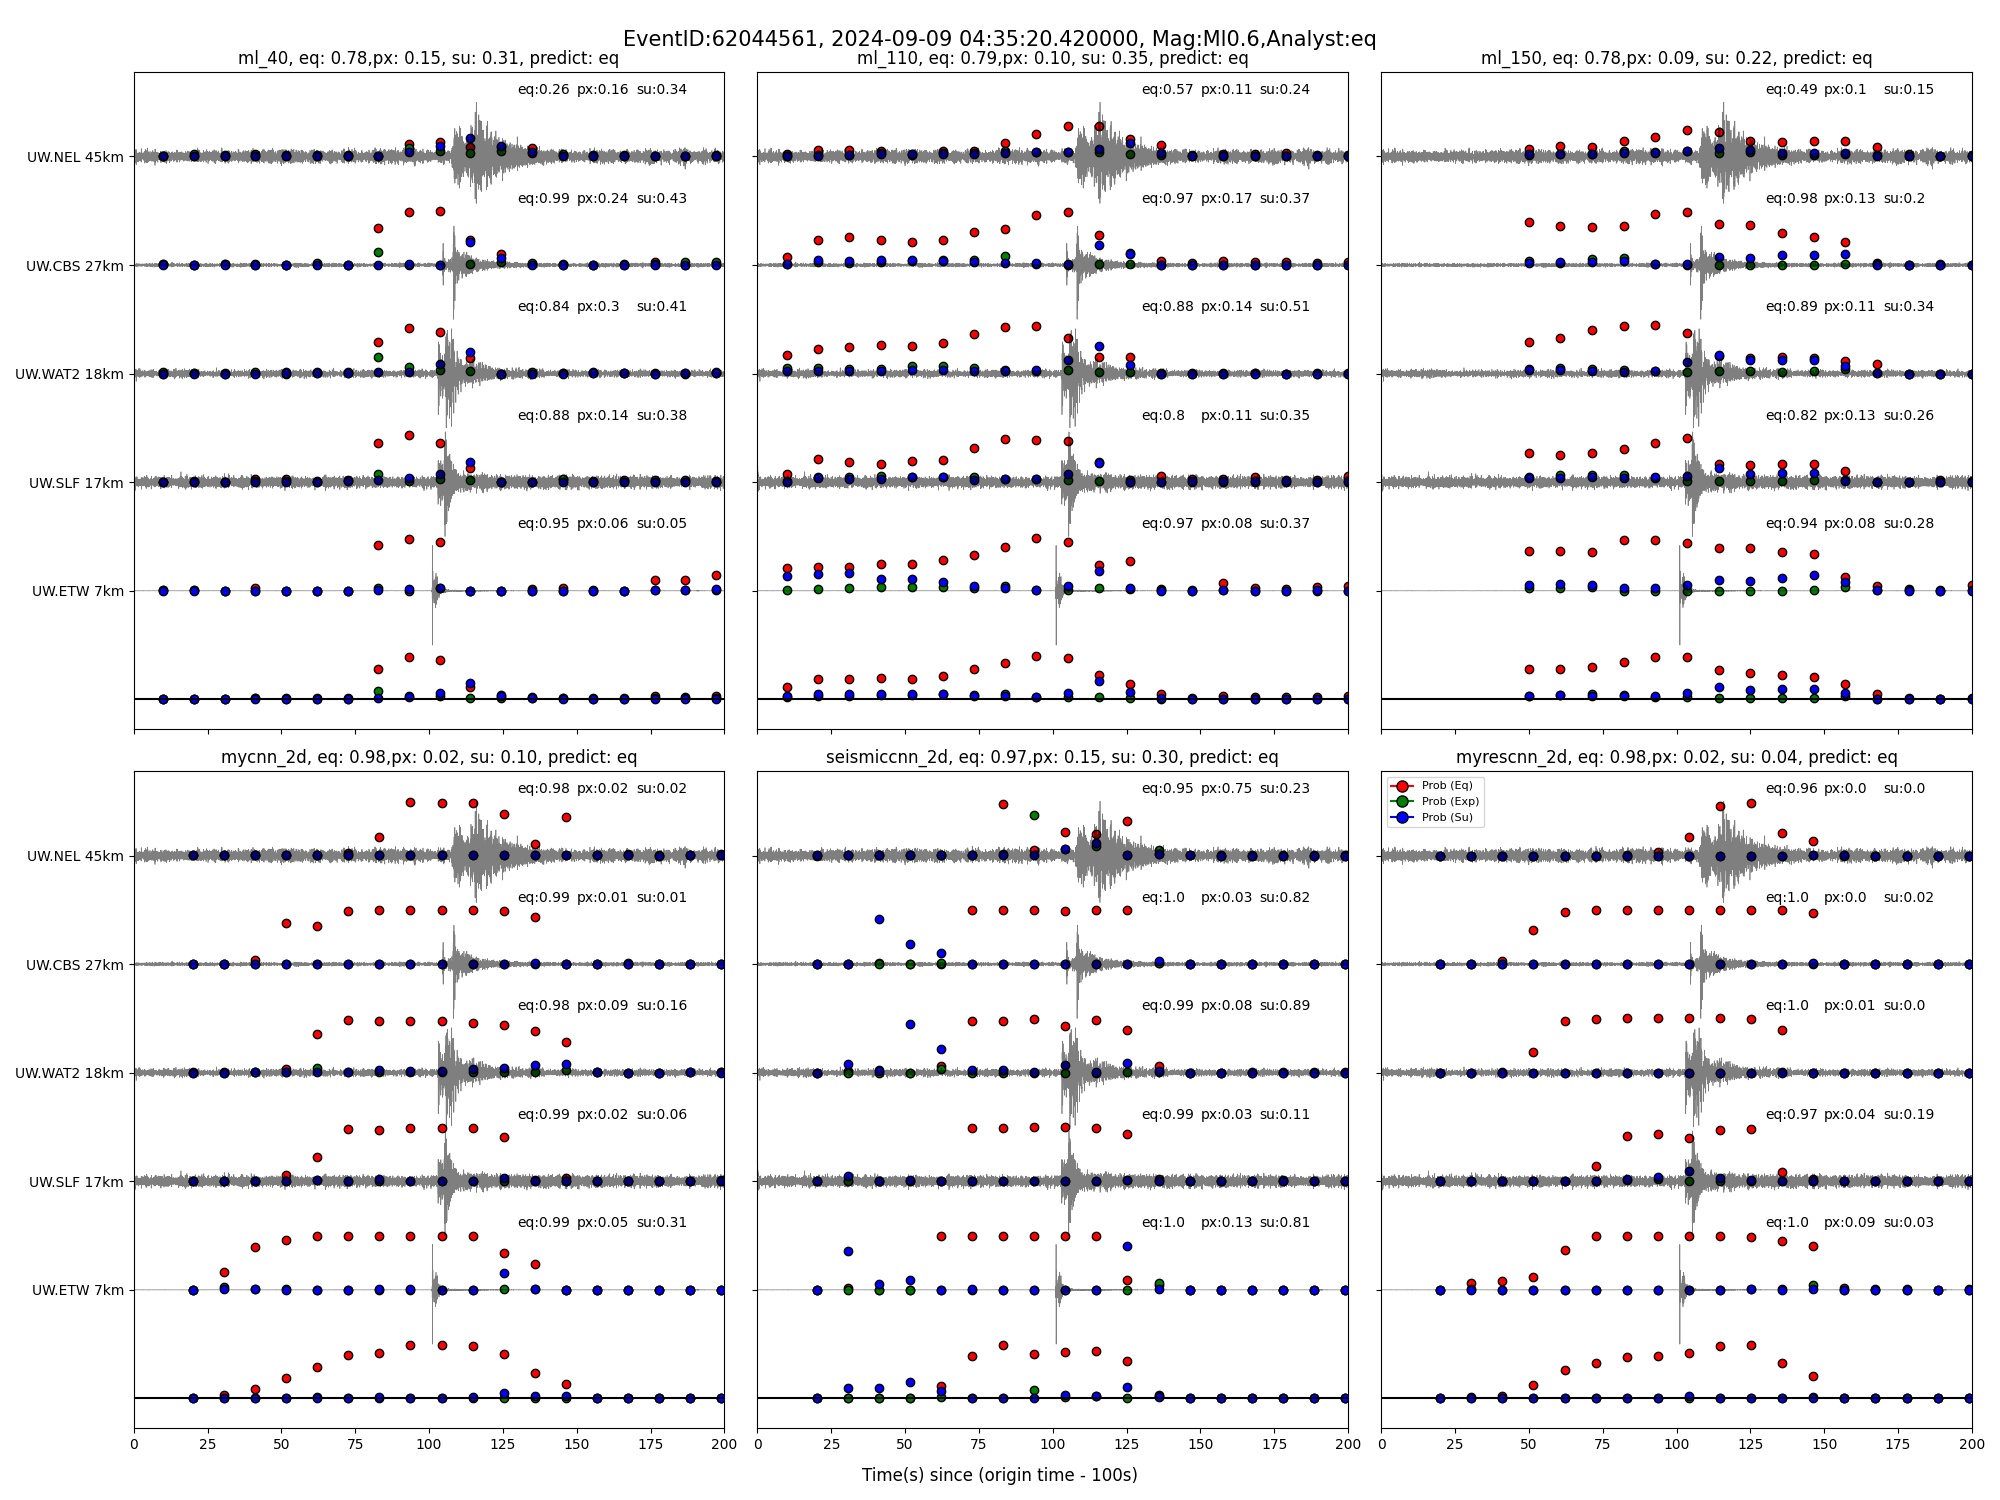 EventID:62044561, 2024-09-09 04:35:20.420000, Mag:Ml0.6,Analyst:eq
ml_40, eq: 0.78,px: 0.15, su: 0.31, predict: eq
eq:0.26 px:0.16 su:0.34
UW.NEL 45km
eq:0.99 px:0.24 su:0.43
UW.CBS 27km
eq:0.84 px:0.3 su:0.41
UW.WAT2 18km
eq:0.88 px:0.14 su:0.38
UW.SLF 17km
eq:0.95 px:0.06 su:0.05
UW.ETW 7km
ml_110, eq: 0.79,px: 0.10, su: 0.35, predict: eq
eq:0.57 px:0.11 su:0.24
eq:0.97 px:0.17 su:0.37
eq:0.88 px:0.14 su:0.51
eq:0.8 px:0.11 su:0.35
eq:0.97 px:0.08 su:0.37
ml_150, eq: 0.78,px: 0.09, su: 0.22, predict: eq
eq:0.49 px:0.1 su:0.15
eq:0.98 px:0.13 su:0.2
eq:0.89 px:0.11 su:0.34
eq:0.82 px:0.13 su:0.26
eq:0.94 px:0.08 su:0.28
mycnn_2d, eq: 0.98,px: 0.02, su: 0.10, predict: eq
eq:0.98 px:0.02 su:0.02
UW.NEL 45km
eq:0.99 px:0.01 su:0.01
UW.CBS 27km
eq:0.98 px:0.09 su:0.16
UW.WAT2 18km
eq:0.99 px:0.02 su:0.06
UW.SLF 17km
eq:0.99 px:0.05 su:0.31
UW.ETW 7km
0 25 50 75 100 125 150 175 200
seismiccnn_2d, eq: 0.97,px: 0.15, su: 0.30, predict: eq
eq:0.95 px:0.75 su:0.23
eq:1.0 px:0.03 su:0.82
eq:0.99 px:0.08 su:0.89
eq:0.99 px:0.03 su:0.11
eq:1.0 px:0.13 su:0.81
0 25 50 75 100 125 150 175 200
myrescnn_2d, eq: 0.98,px: 0.02, su: 0.04, predict: eq
Prob (Eq)
Prob (Exp)
Prob (Su)
eq:0.96 px:0.0 su:0.0
eq:1.0 px:0.0 su:0.02
eq:1.0 px:0.01 su:0.0
eq:0.97 px:0.04 su:0.19
eq:1.0 px:0.09 su:0.03
0 25 50 75 100 125 150 175 200
Time(s) since (origin time - 100s)